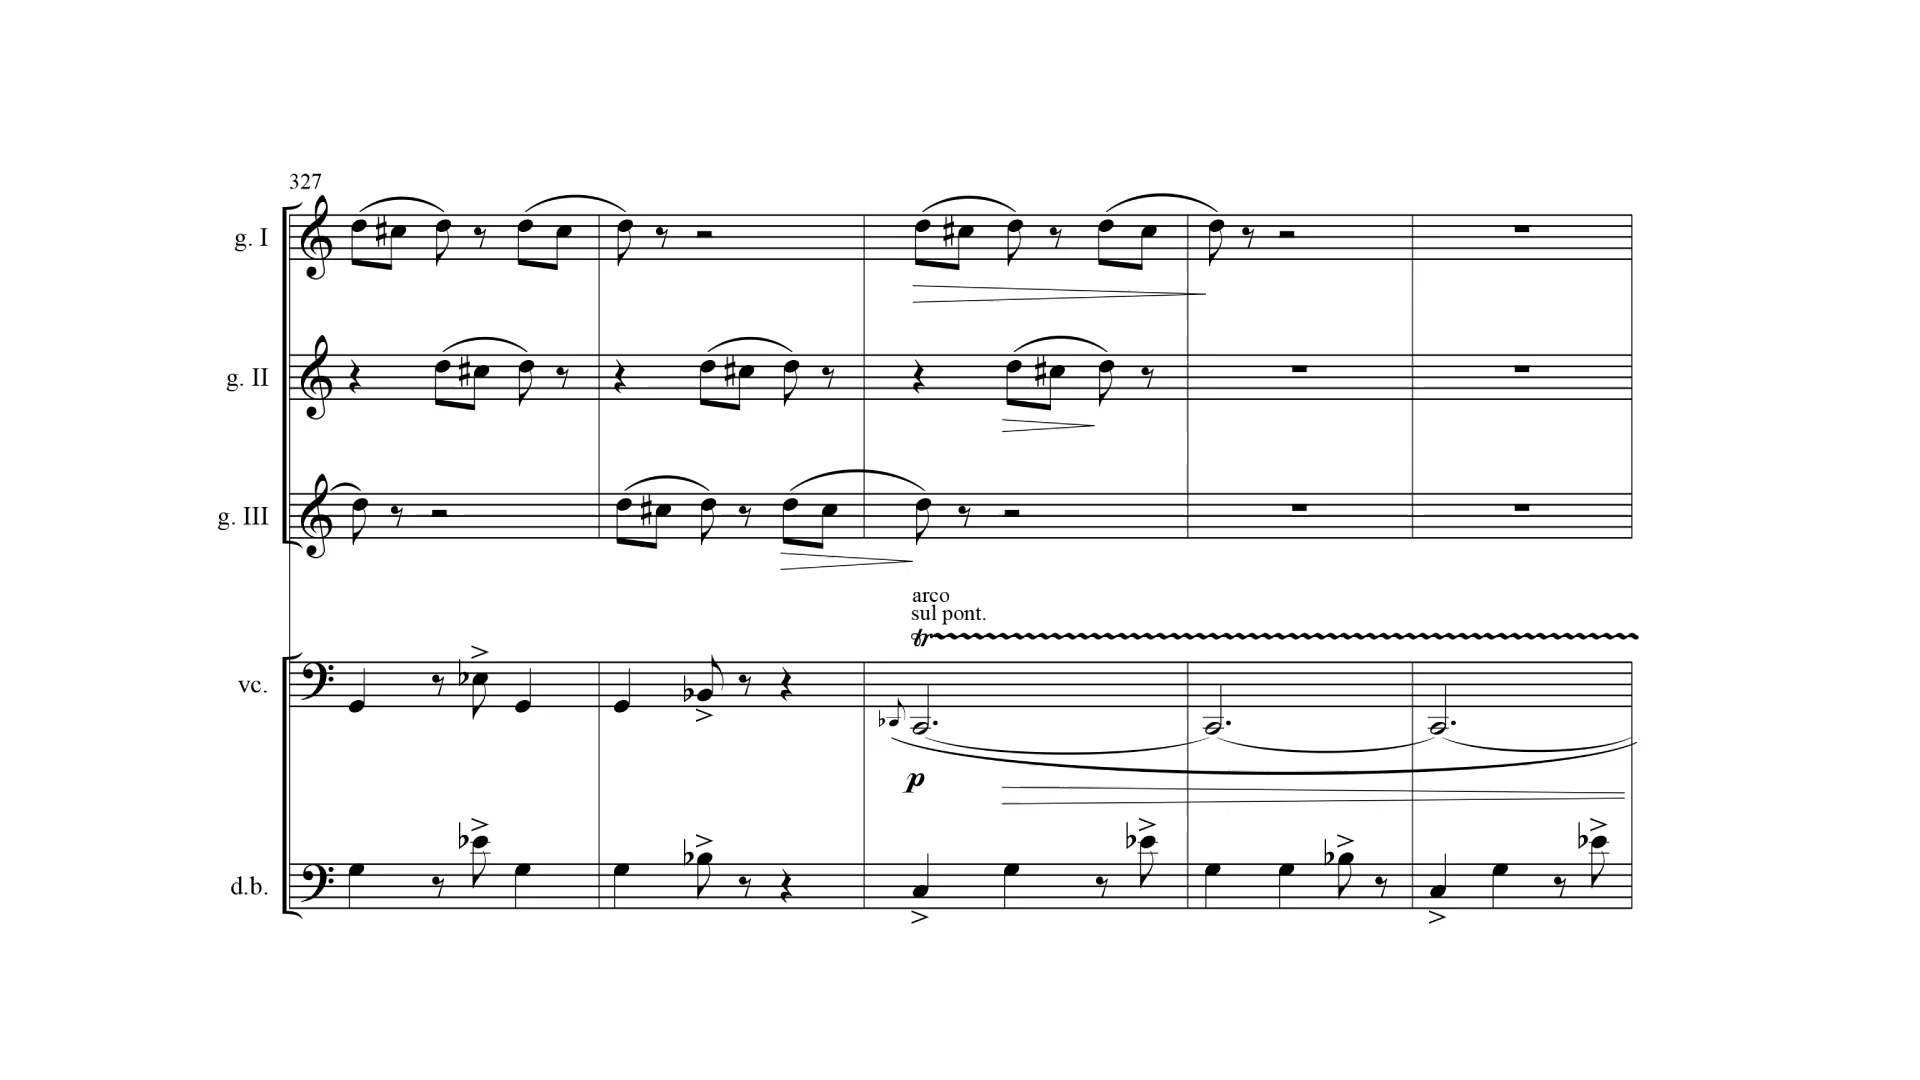 327
g. I
g. II
g. III
arco
sul pont.
tr
vc.
p
d.b.